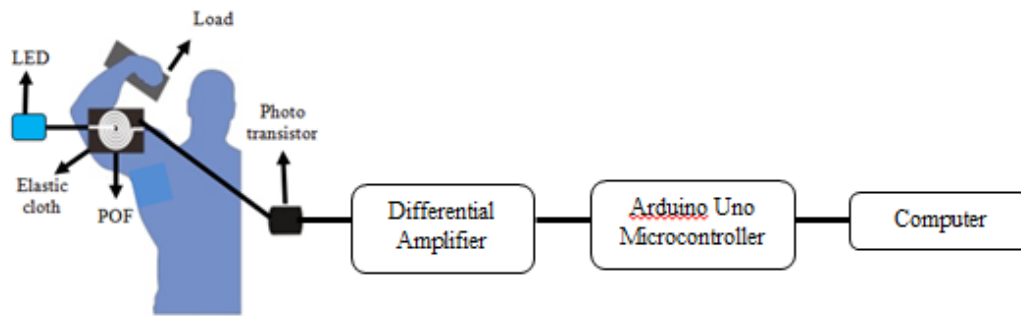 Load
LED
Photo
transistor
Elastic
cloth
POF
Differential
Amplifier
Arduino Uno
Microcontroller
Computer